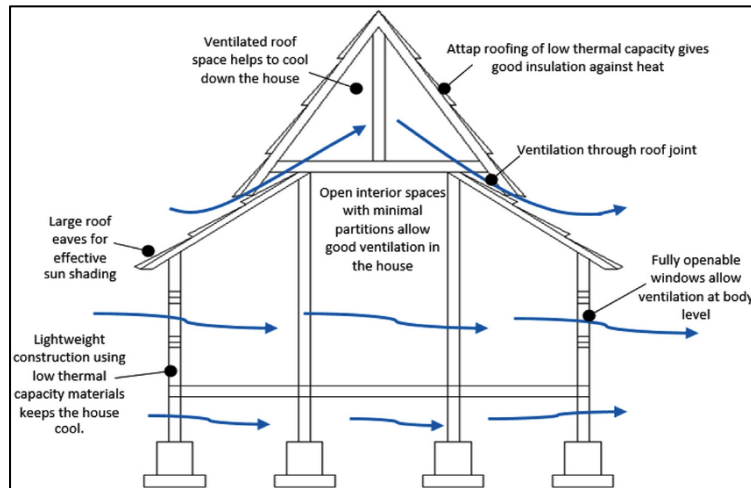 Ventilated roof
space helps to cool
down the house
Attap roofing of low thermal capacity gives
good insulation against heat
Ventilation through roof joint
Open interior spaces
with minimal
partitions allow
good ventilation in
the house
Large roof
eaves for
effective
sun shading
Fully openable
windows allow
ventilation at body
level
Lightweight
construction using
low thermal
capacity materials
keeps the house
cool.